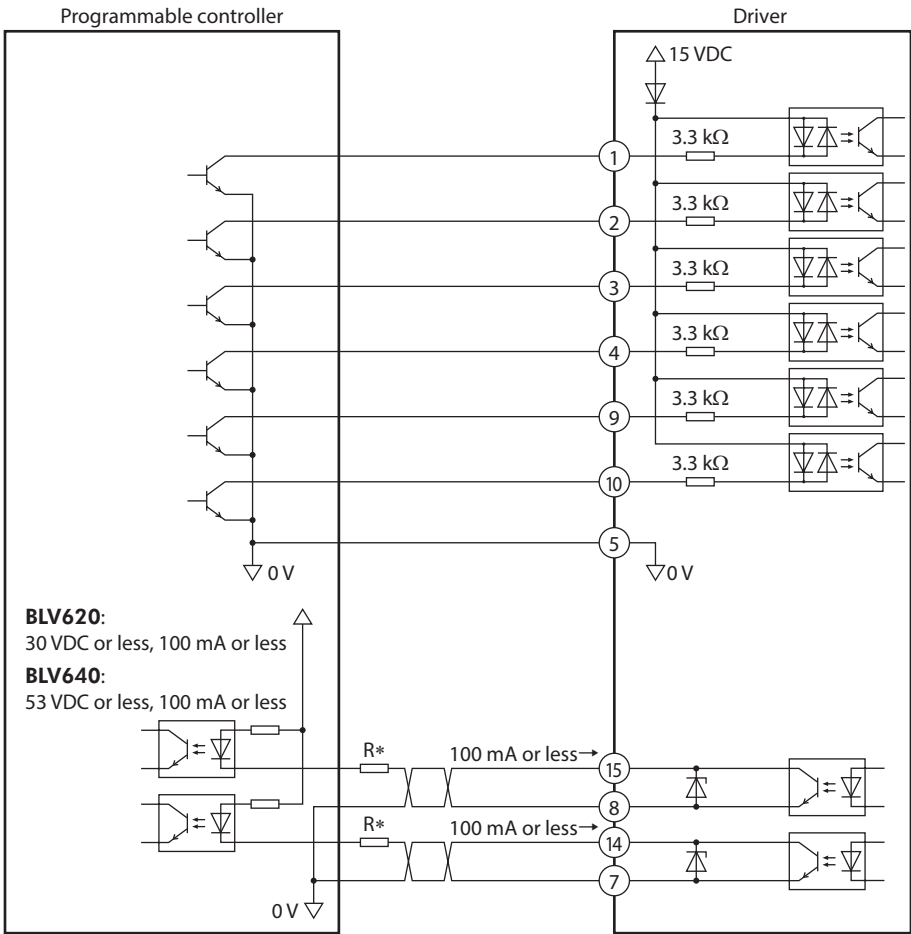 Programmable controller
Driver
15 VDC
3.3 kΩ
1
3.3 kΩ
2
3.3 kΩ
3
3.3 kΩ
4
3.3 kΩ
9
3.3 kΩ
10
5
0 V
0 V
BLV620:
30 VDC or less, 100 mA or less
BLV640:
53 VDC or less, 100 mA or less
R*
100 mA or less
15
8
R*
100 mA or less
14
7
0 V